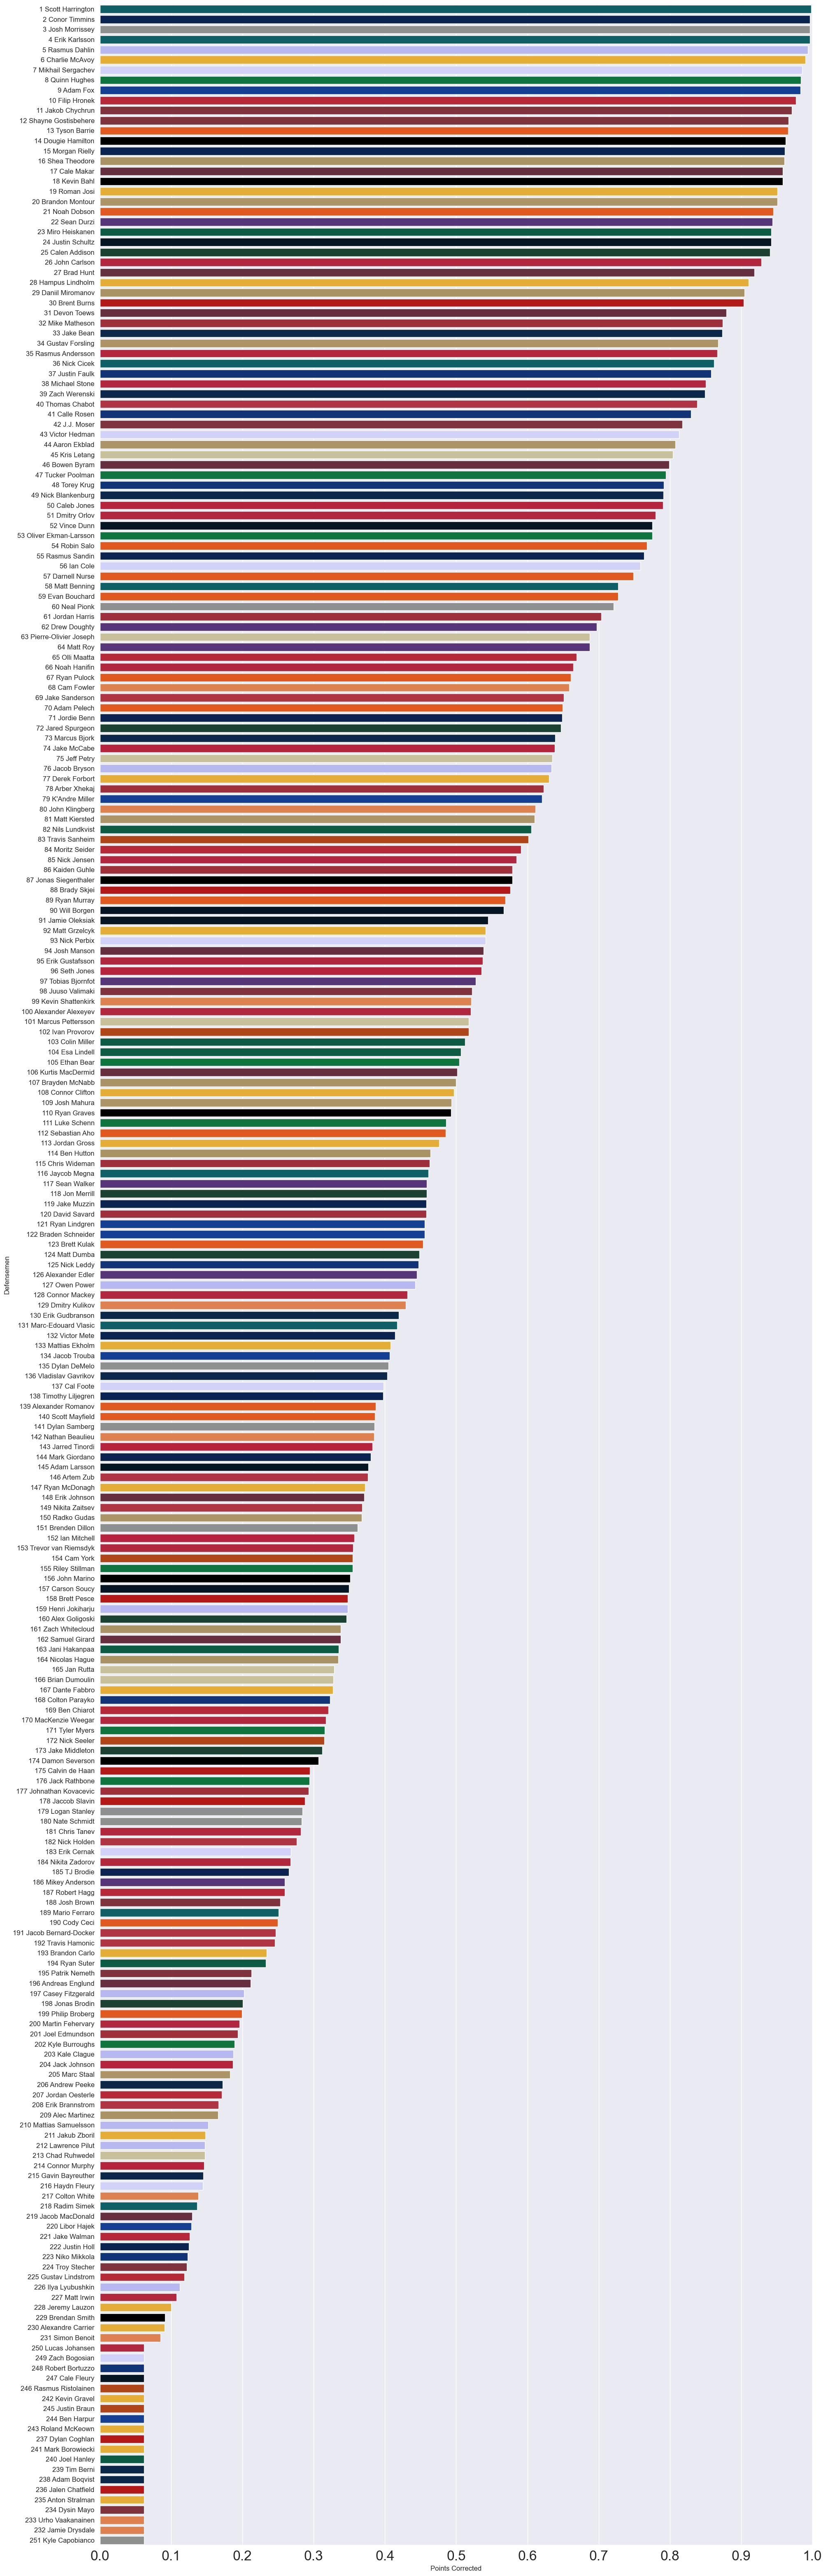 1 Scott Harrington
2 Conor Timmins
3 Josh Morrissey
4 Erik Karlsson
5 Rasmus Dahlin
6 Charlie McAvoy
7 Mikhail Sergachev
8 Quinn Hughes
9 Adam Fox
10 Filip Hronek
11 Jakob Chychrun
12 Shayne Gostisbehere
13 Tyson Barrie
14 Dougie Hamilton
15 Morgan Rielly
16 Shea Theodore
17 Cale Makar
18 Kevin Bahl
19 Roman Josi
20 Brandon Montour
21 Noah Dobson
22 Sean Durzi
23 Miro Heiskanen
24 Justin Schultz
25 Calen Addison
26 John Carlson
27 Brad Hunt
28 Hampus Lindholm
29 Daniil Miromanov
30 Brent Burns
31 Devon Toews
32 Mike Matheson
33 Jake Bean
34 Gustav Forsling
35 Rasmus Andersson
36 Nick Cicek
37 Justin Faulk
38 Michael Stone
39 Zach Werenski
40 Thomas Chabot
41 Calle Rosen
42 J.J. Moser
43 Victor Hedman
44 Aaron Ekblad
45 Kris Letang
46 Bowen Byram
47 Tucker Poolman
48 Torey Krug
49 Nick Blankenburg
50 Caleb Jones
51 Dmitry Orlov
52 Vince Dunn
53 Oliver Ekman-Larsson
54 Robin Salo
55 Rasmus Sandin
56 Ian Cole
57 Darnell Nurse
58 Matt Benning
59 Evan Bouchard
60 Neal Pionk
61 Jordan Harris
62 Drew Doughty
63 Pierre-Olivier Joseph
64 Matt Roy
65 Olli Maatta
66 Noah Hanifin
67 Ryan Pulock
68 Cam Fowler
69 Jake Sanderson
70 Adam Pelech
71 Jordie Benn
72 Jared Spurgeon
73 Marcus Bjork
74 Jake McCabe
75 Jeff Petry
76 Jacob Bryson
77 Derek Forbort
78 Arber Xhekaj
79 K'Andre Miller
80 John Klingberg
81 Matt Kiersted
82 Nils Lundkvist
83 Travis Sanheim
84 Moritz Seider
85 Nick Jensen
86 Kaiden Guhle
87 Jonas Siegenthaler
88 Brady Skjei
89 Ryan Murray
90 Will Borgen
91 Jamie Oleksiak
92 Matt Grzelcyk
93 Nick Perbix
94 Josh Manson
95 Erik Gustafsson
96 Seth Jones
97 Tobias Bjornfot
98 Juuso Valimaki
99 Kevin Shattenkirk
100 Alexander Alexeyev
101 Marcus Pettersson
102 Ivan Provorov
103 Colin Miller
104 Esa Lindell
105 Ethan Bear
106 Kurtis MacDermid
107 Brayden McNabb
108 Connor Clifton
109 Josh Mahura
110 Ryan Graves
111 Luke Schenn
112 Sebastian Aho
113 Jordan Gross
114 Ben Hutton
115 Chris Wideman
116 Jaycob Megna
117 Sean Walker
118 Jon Merrill
119 Jake Muzzin
120 David Savard
121 Ryan Lindgren
122 Braden Schneider
123 Brett Kulak
124 Matt Dumba
125 Nick Leddy
126 Alexander Edler
127 Owen Power
128 Connor Mackey
129 Dmitry Kulikov
130 Erik Gudbranson
131 Marc-Edouard Vlasic
132 Victor Mete
133 Mattias Ekholm
134 Jacob Trouba
135 Dylan DeMelo
136 Vladislav Gavrikov
137 Cal Foote
138 Timothy Liljegren
139 Alexander Romanov
140 Scott Mayfield
141 Dylan Samberg
142 Nathan Beaulieu
143 Jarred Tinordi
144 Mark Giordano
145 Adam Larsson
146 Artem Zub
147 Ryan McDonagh
148 Erik Johnson
149 Nikita Zaitsev
150 Radko Gudas
151 Brenden Dillon
152 Ian Mitchell
153 Trevor van Riemsdyk
154 Cam York
155 Riley Stillman
156 John Marino
157 Carson Soucy
158 Brett Pesce
159 Henri Jokiharju
160 Alex Goligoski
161 Zach Whitecloud
162 Samuel Girard
163 Jani Hakanpaa
164 Nicolas Hague
165 Jan Rutta
166 Brian Dumoulin
167 Dante Fabbro
168 Colton Parayko
169 Ben Chiarot
170 MacKenzie Weegar
171 Tyler Myers
172 Nick Seeler
173 Jake Middleton
174 Damon Severson
175 Calvin de Haan
176 Jack Rathbone
177 Johnathan Kovacevic
178 Jaccob Slavin
179 Logan Stanley
180 Nate Schmidt
181 Chris Tanev
182 Nick Holden
183 Erik Cernak
184 Nikita Zadorov
185 TJ Brodie
186 Mikey Anderson
187 Robert Hagg
188 Josh Brown
189 Mario Ferraro
190 Cody Ceci
191 Jacob Bernard-Docker
192 Travis Hamonic
193 Brandon Carlo
194 Ryan Suter
195 Patrik Nemeth
196 Andreas Englund
197 Casey Fitzgerald
198 Jonas Brodin
199 Philip Broberg
200 Martin Fehervary
201 Joel Edmundson
202 Kyle Burroughs
203 Kale Clague
204 Jack Johnson
205 Marc Staal
206 Andrew Peeke
207 Jordan Oesterle
208 Erik Brannstrom
209 Alec Martinez
210 Mattias Samuelsson
211 Jakub Zboril
212 Lawrence Pilut
213 Chad Ruhwedel
214 Connor Murphy
215 Gavin Bayreuther
216 Haydn Fleury
217 Colton White
218 Radim Simek
219 Jacob MacDonald
220 Libor Hajek
221 Jake Walman
222 Justin Holl
223 Niko Mikkola
224 Troy Stecher
225 Gustav Lindstrom
226 Ilya Lyubushkin
227 Matt Irwin
228 Jeremy Lauzon
229 Brendan Smith
230 Alexandre Carrier
231 Simon Benoit
250 Lucas Johansen
249 Zach Bogosian
248 Robert Bortuzzo
247 Cale Fleury
246 Rasmus Ristolainen
242 Kevin Gravel
245 Justin Braun
244 Ben Harpur
243 Roland McKeown
237 Dylan Coghlan
241 Mark Borowiecki
240 Joel Hanley
239 Tim Berni
238 Adam Boqvist
236 Jalen Chatfield
235 Anton Stralman
234 Dysin Mayo
233 Urho Vaakanainen
232 Jamie Drysdale
251 Kyle Capobianco
Defensemen
0.0 0.1 0.2 0.3 0.4 0.5 0.6 0.7 0.8 0.9 1.0
Points Corrected